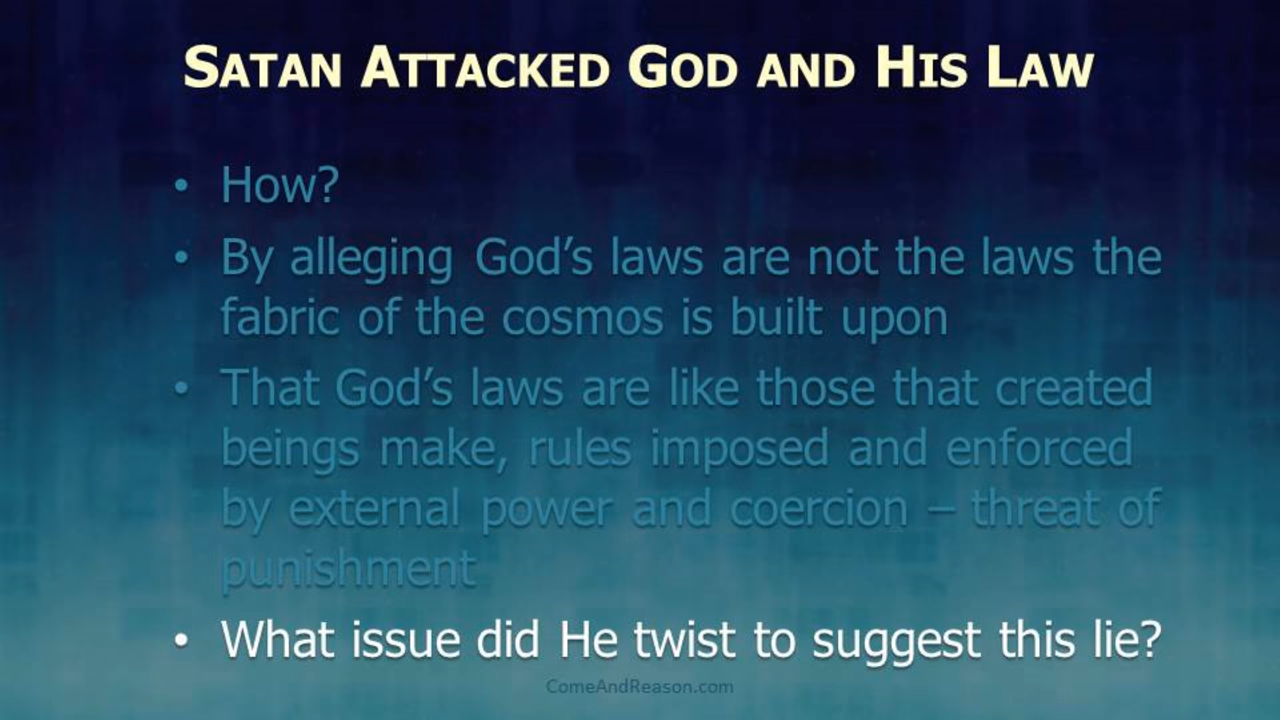 SATAN ATTACKED GOD AND HIS LAW
• How?
• By alleging God’s laws are not the laws the
fabric of the cosmos is built upon
• That God’s laws are like those that created
beings make, rules imposed and enforced
by external power and coercion – threat of
punishment
• What issue did He twist to suggest this lie?
ComeAndReason.com